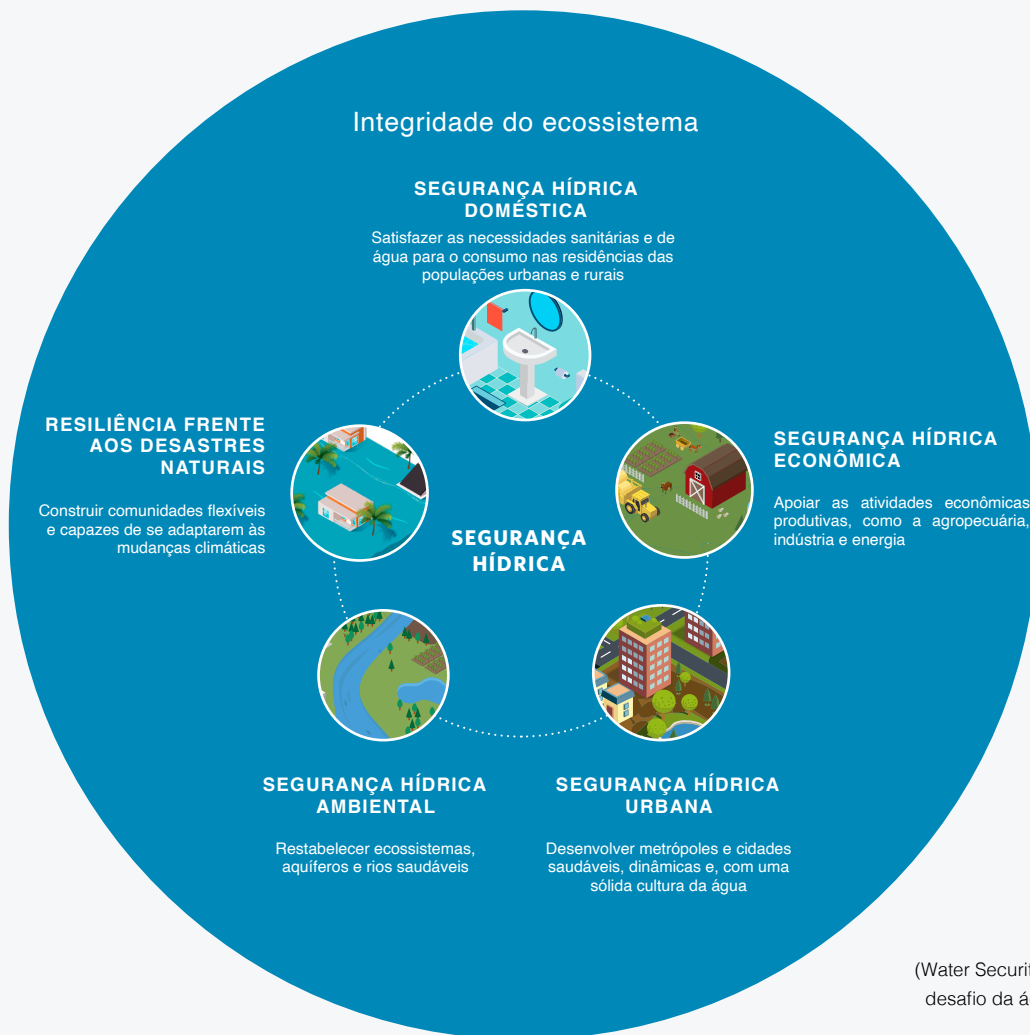 Integridade do ecossistema
SEGURANÇA HÍDRICA
DOMÉSTICA
Satisfazer as necessidades sanitárias e de
água para o consumo nas residências das
populações urbanas e rurais
RESILIÊNCIA FRENTE
AOS DESASTRES
NATURAIS
Construir comunidades flexíveis
e capazes de se adaptarem às
mudanças climáticas
SEGURANÇA HÍDRICA
ECONÔMICA
Apoiar as atividades econômicas
produtivas, como a agropecuária,
indústria e energia
SEGURANÇA
HÍDRICA
SEGURANÇA HÍDRICA
AMBIENTAL
Restabelecer ecossistemas,
aquíferos e rios saudáveis
SEGURANÇA HÍDRICA
URBANA
Desenvolver metrópoles e cidades
saudáveis, dinâmicas e, com uma
sólida cultura da água
(Water
desafio da